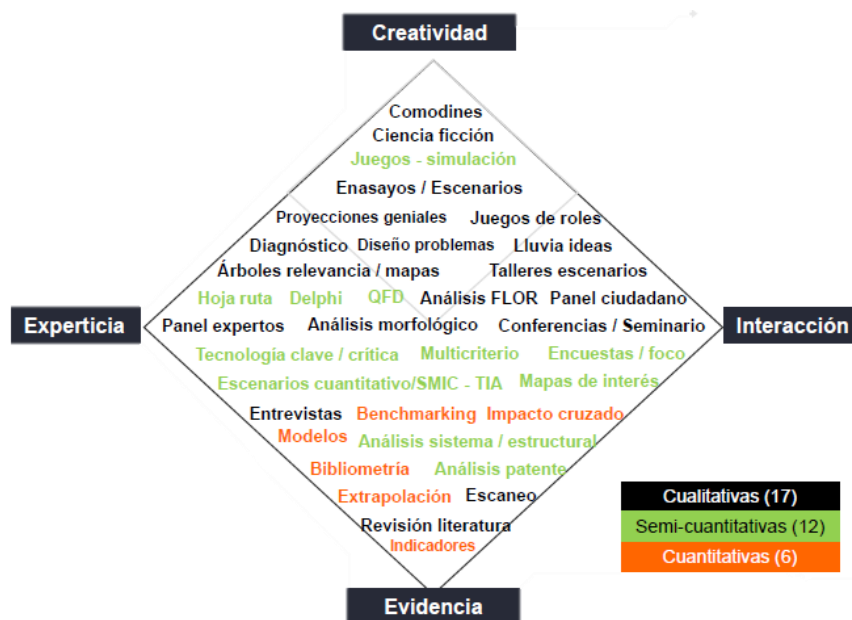 Creatividad
Comodines
Ciencia ficción
Juegos - simulación
Enasayos / Escenarios
Proyecciones geniales Juegos de roles
Diagnóstico Diseño problemas Lluvia ideas
Árboles relevancia / mapas Talleres escenarios
Hoja ruta Delphi QFD Análisis FLOR Panel ciudadano
Experticia Panel expertos Análisis morfológico Conferencias / Seminario Interacción
Tecnología clave / crítica Multicriterio Encuestas / foco
Escenarios cuantitativo/SMIC - TIA Mapas de interés
Entrevistas Benchmarking Impacto cruzado
Modelos Análisis sistema / estructural
Bibliometría Análisis patente
Extrapolación Escaneo
Revisión literatura
Indicadores
Evidencia
Cualitativas (17)
Semi-cuantitativas (12)
Cuantitativas (6)